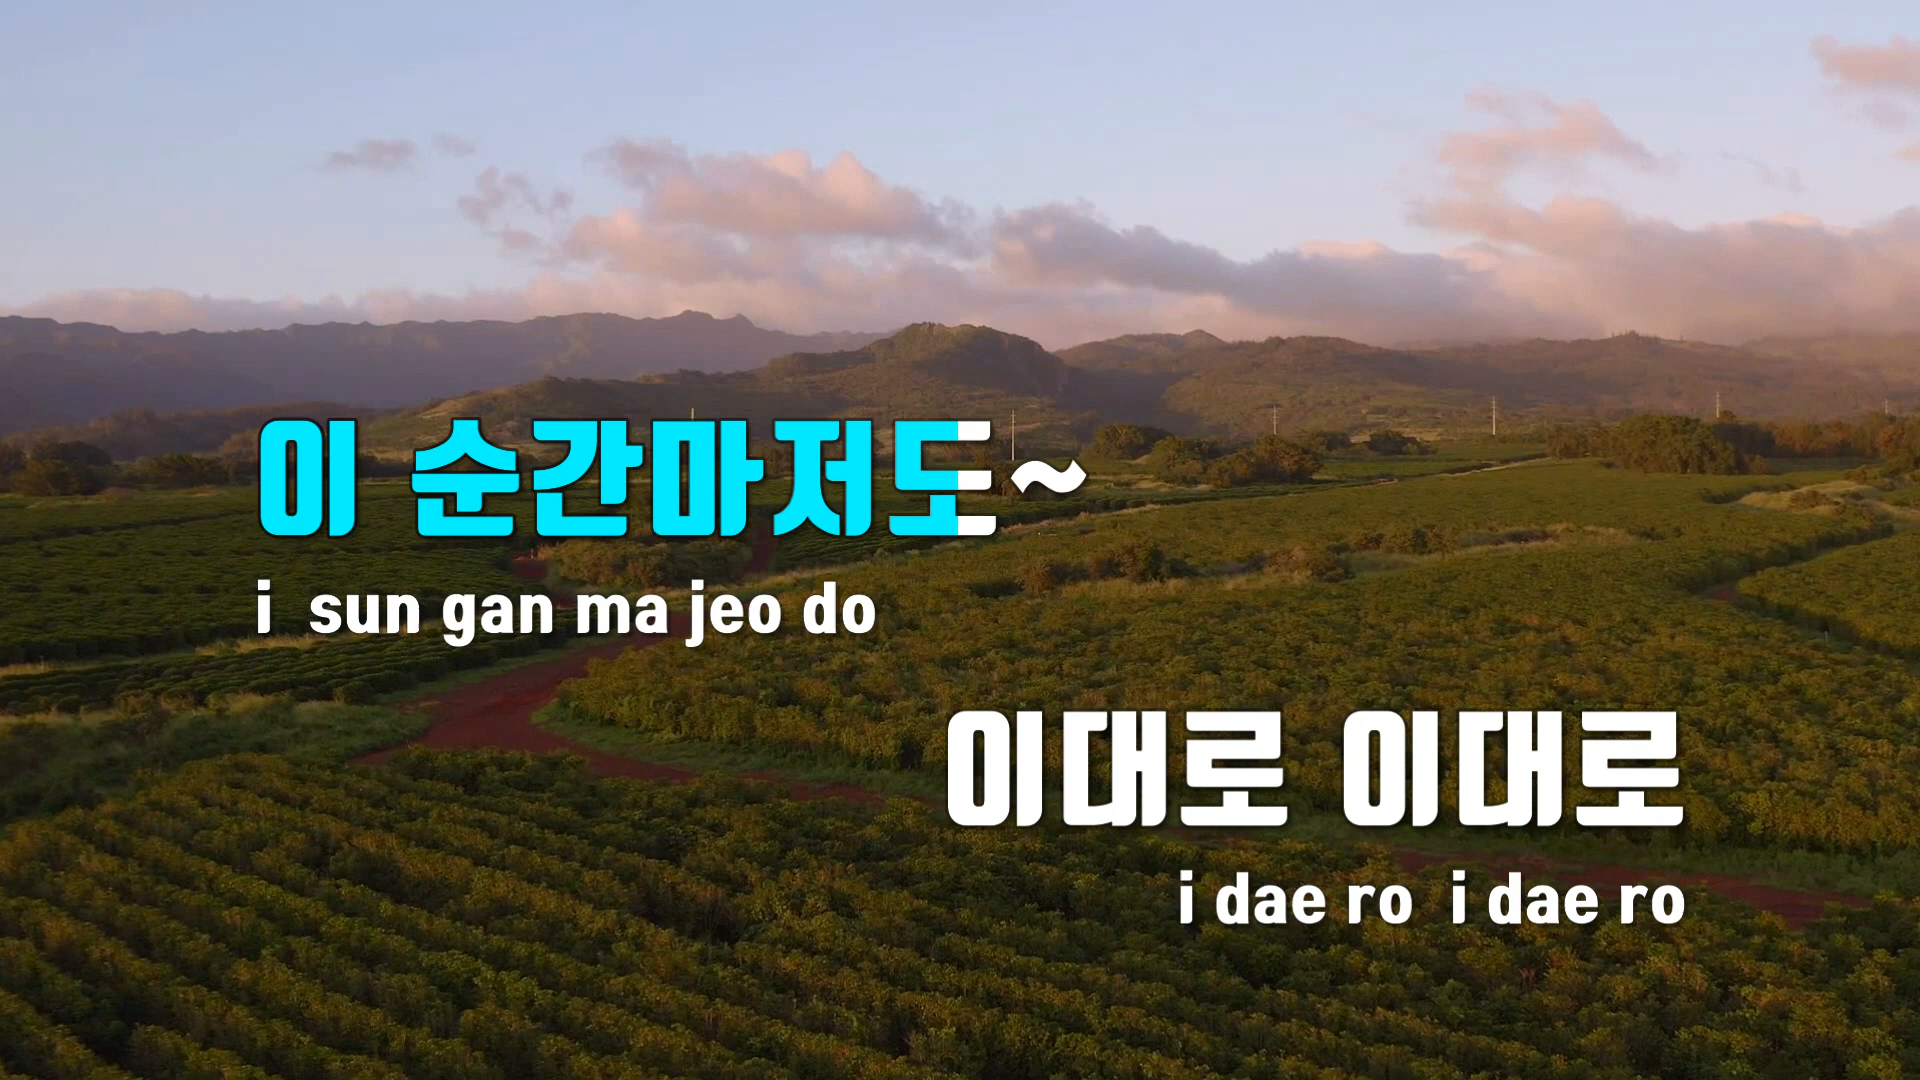 이 순간마저도~
i sun gan ma jeo do
이대로 이대로
i dae ro i dae ro